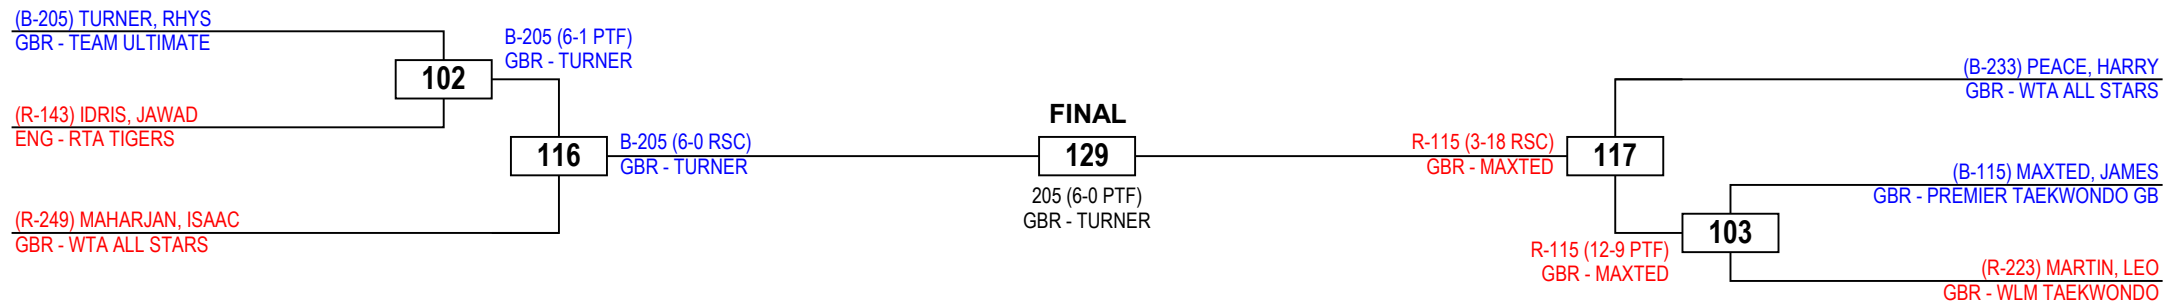 (B-205) TURNER, RHYS
GBR - TEAM ULTIMATE
B-205 (6-1 PTF)
GBR - TURNER
102
(R-143) IDRIS, JAWAD
ENG - RTA TIGERS
116
B-205 (6-0 RSC)
GBR - TURNER
(R-249) MAHARJAN, ISAAC
GBR - WTA ALL STARS
FINAL
129
205 (6-0 PTF)
GBR - TURNER
(B-233) PEACE, HARRY
GBR - WTA ALL STARS
R-115 (3-18 RSC)
GBR - MAXTED
117
(B-115) MAXTED, JAMES
GBR - PREMIER TAEKWONDO GB
103
R-115 (12-9 PTF)
GBR - MAXTED
(R-223) MARTIN, LEO
GBR - WLM TAEKWONDO